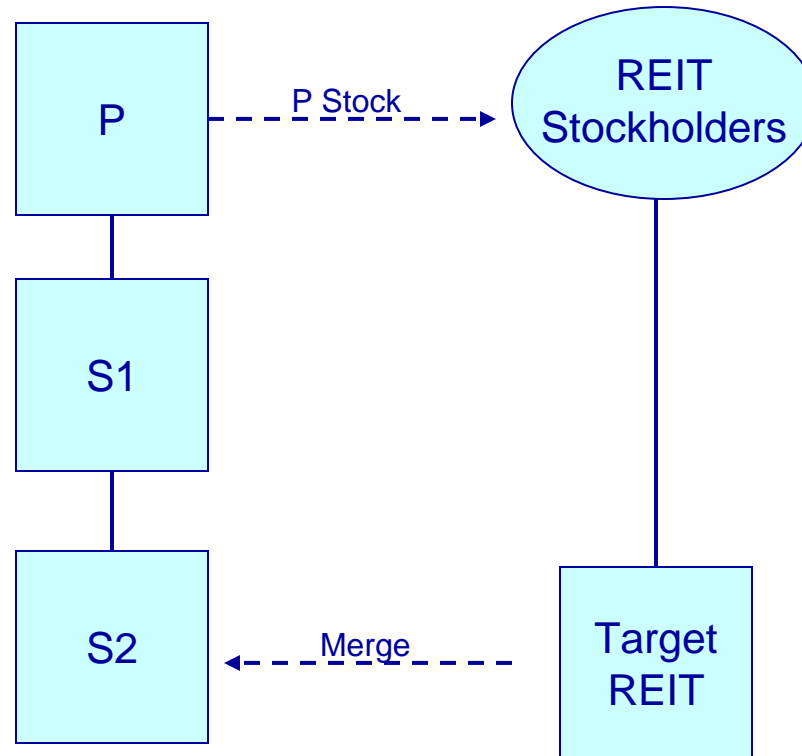 P
P Stock
REIT
Stockholders
S1
S2
Merge
Target
REIT